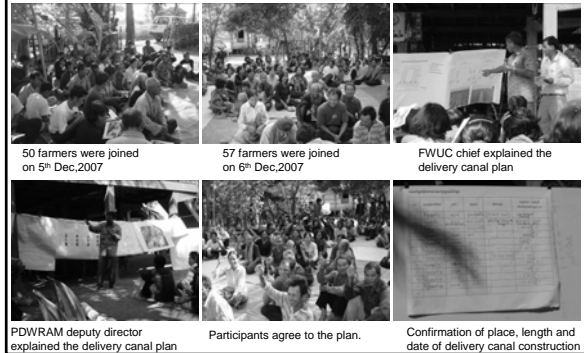 50 farmers were joined
on 5th Dec,2007
57 farmers were joined
on 6th Dec,2007
FWUC chief explained the
delivery canal plan
PDWRAM deputy director
explained the delivery canal plan
Participants agree to the plan.
Confirmation of place, length and
date of delivery canal construction